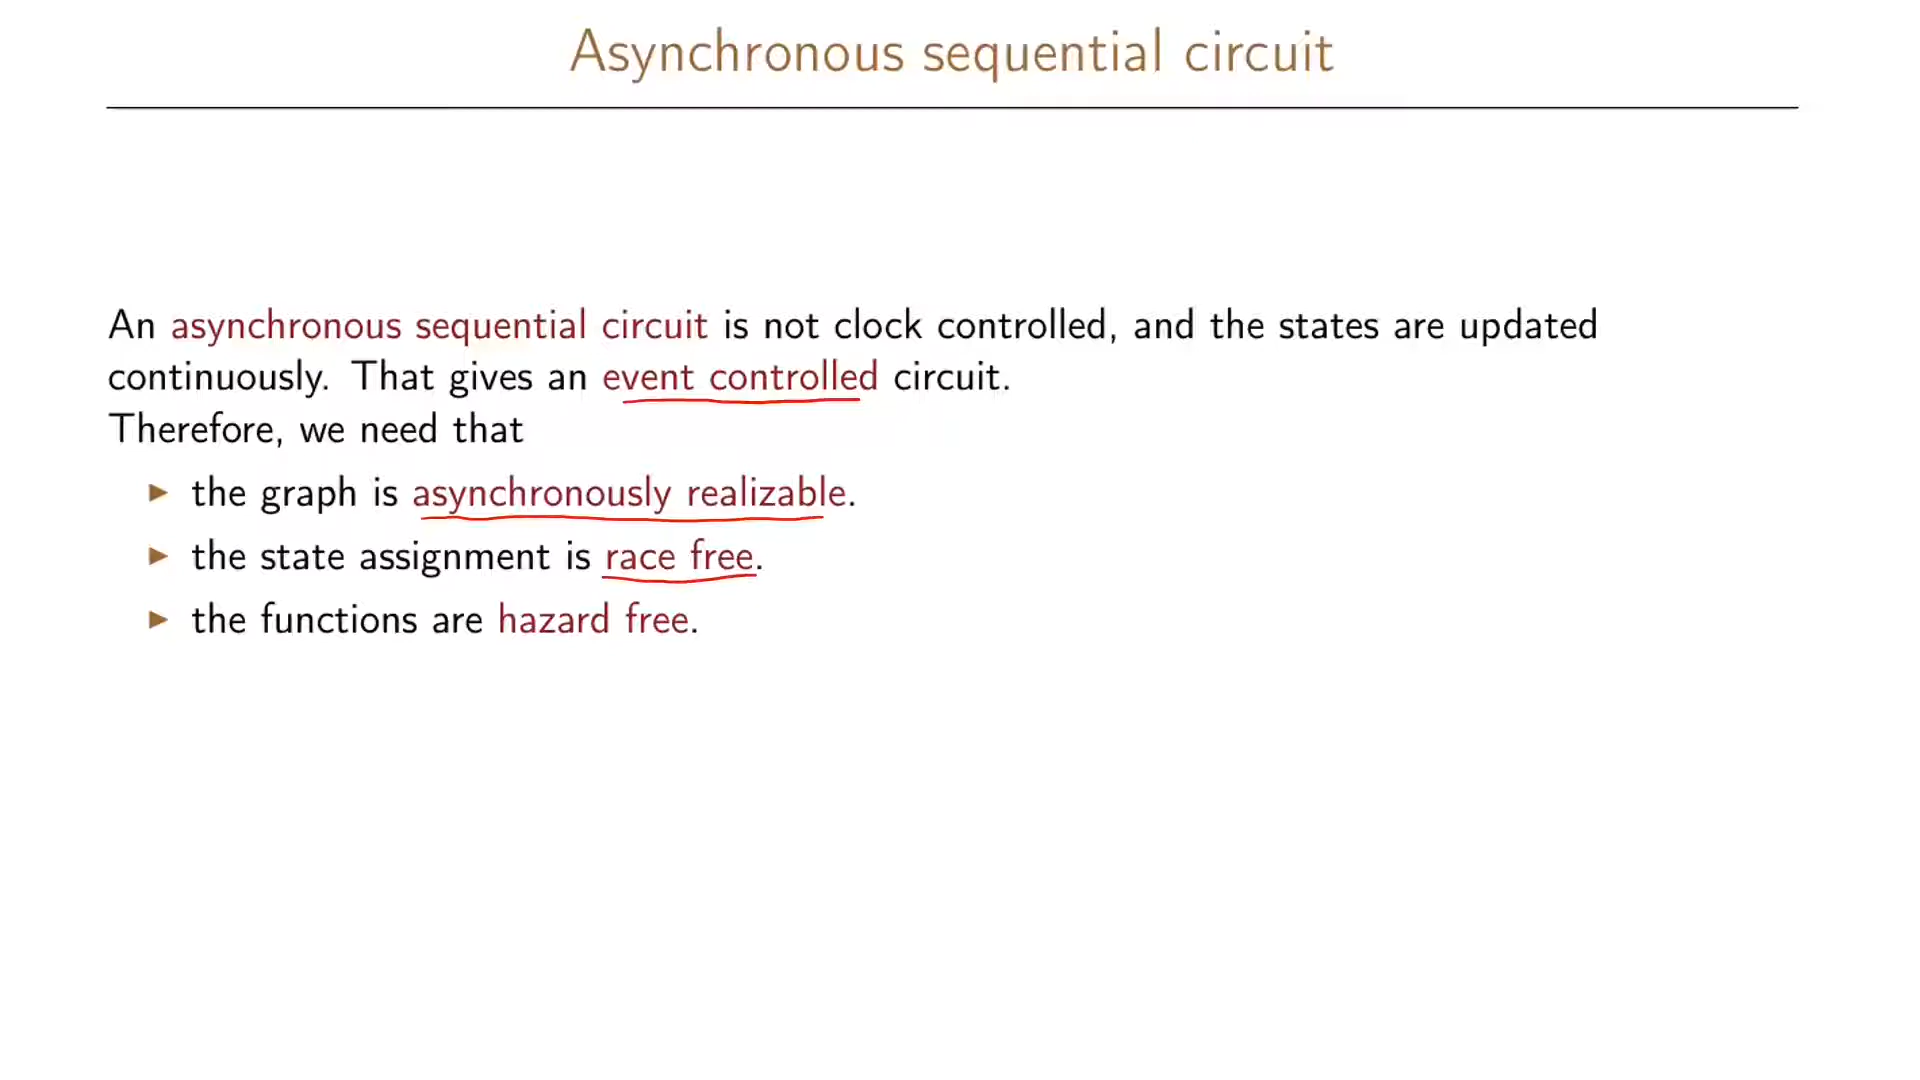 Asynchronous sequential circuit
An asynchronous sequential circuit is not clock controlled, and the states are updated
continuously. That gives an event controlled circuit.
Therefore, we need that
▶ the graph is asynchronously realizable.
▶ the state assignment is race free.
▶ the functions are hazard free.